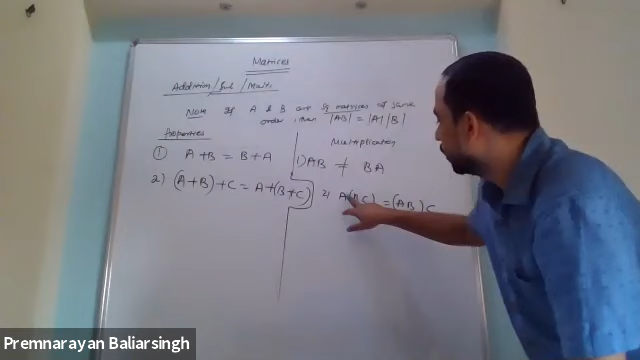 Matrices
Addition / Sub / Mult
Note If A & B are Sq matrices of same
order then |AB| = |A| |B|
Properties
① A + B = B + A
2) (A + B) + C = A + (B + C)
Multiplication
1) AB ≠ BA
2) A(BC) = (AB) C
Premnarayan Baliarsingh